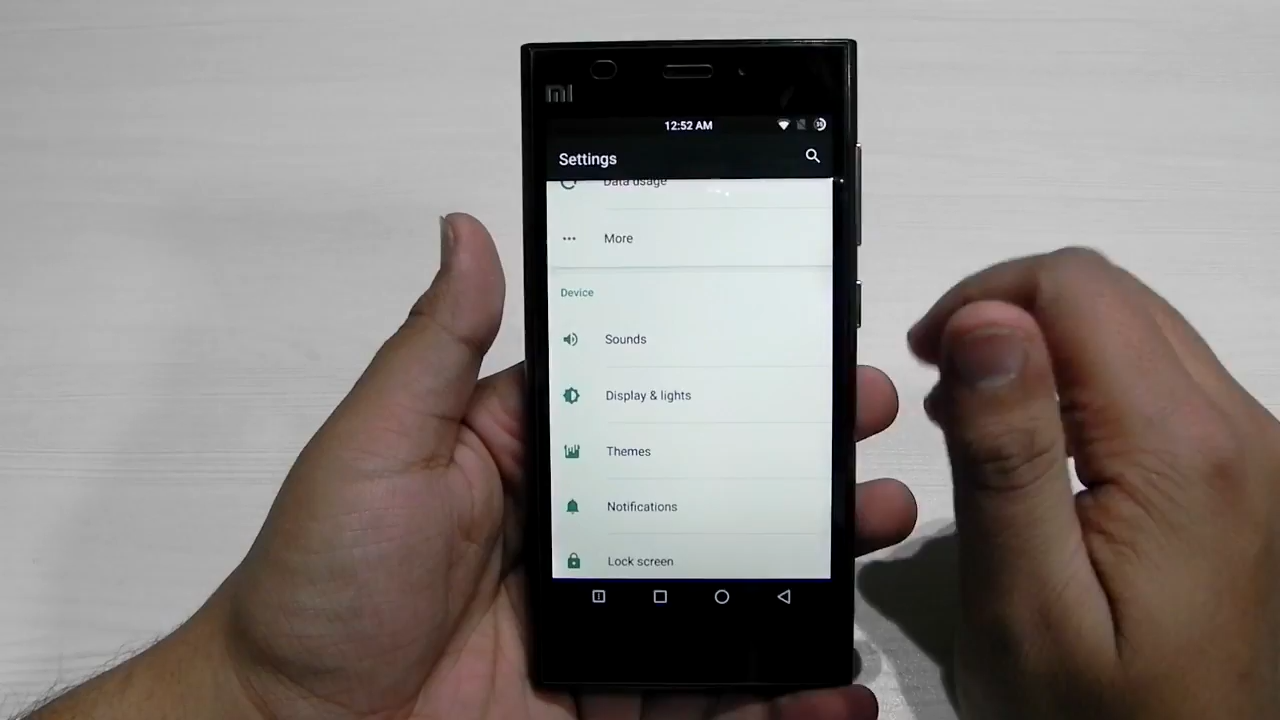 mi
12:52 AM
Settings
Data usage
More
Device
Sounds
Display & lights
Themes
Notifications
Lock screen